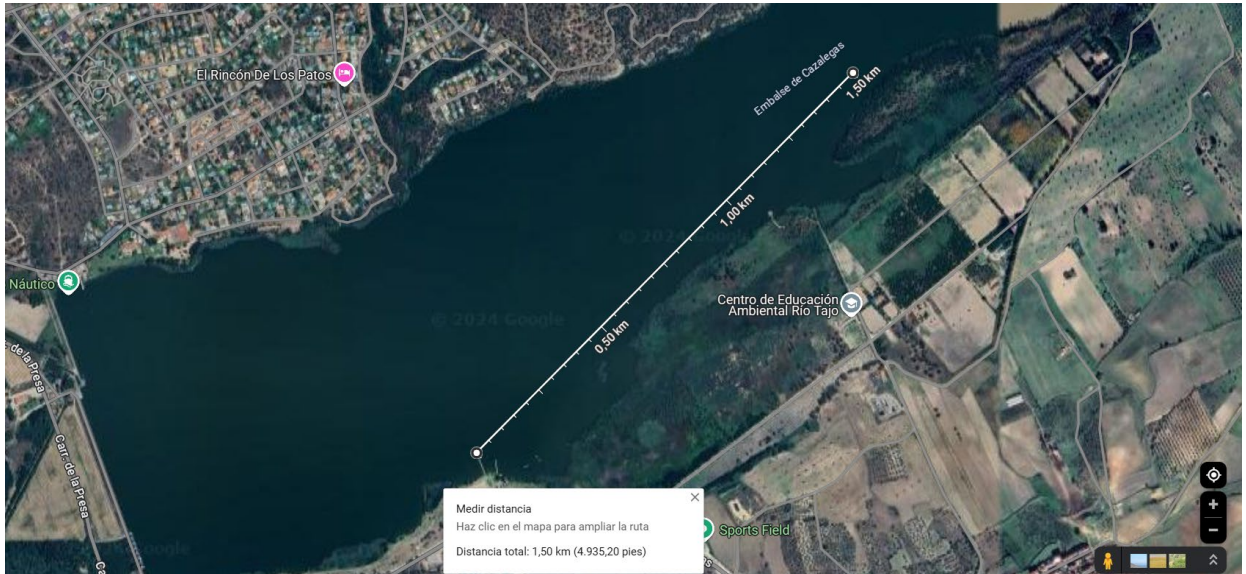 El Rincón De Los Patos
Embalse de Cazalegas
1,50 km
1,00 km
© 2024 Google
Náutico
Centro de Educación
Ambiental Río Tajo
© 2024 Google
0,50 km
de la Presa
Carr. de la Presa
Medir distancia
Haz clic en el mapa para ampliar la ruta
Distancia total: 1,50 km (4.935,20 pies)
Sports Field